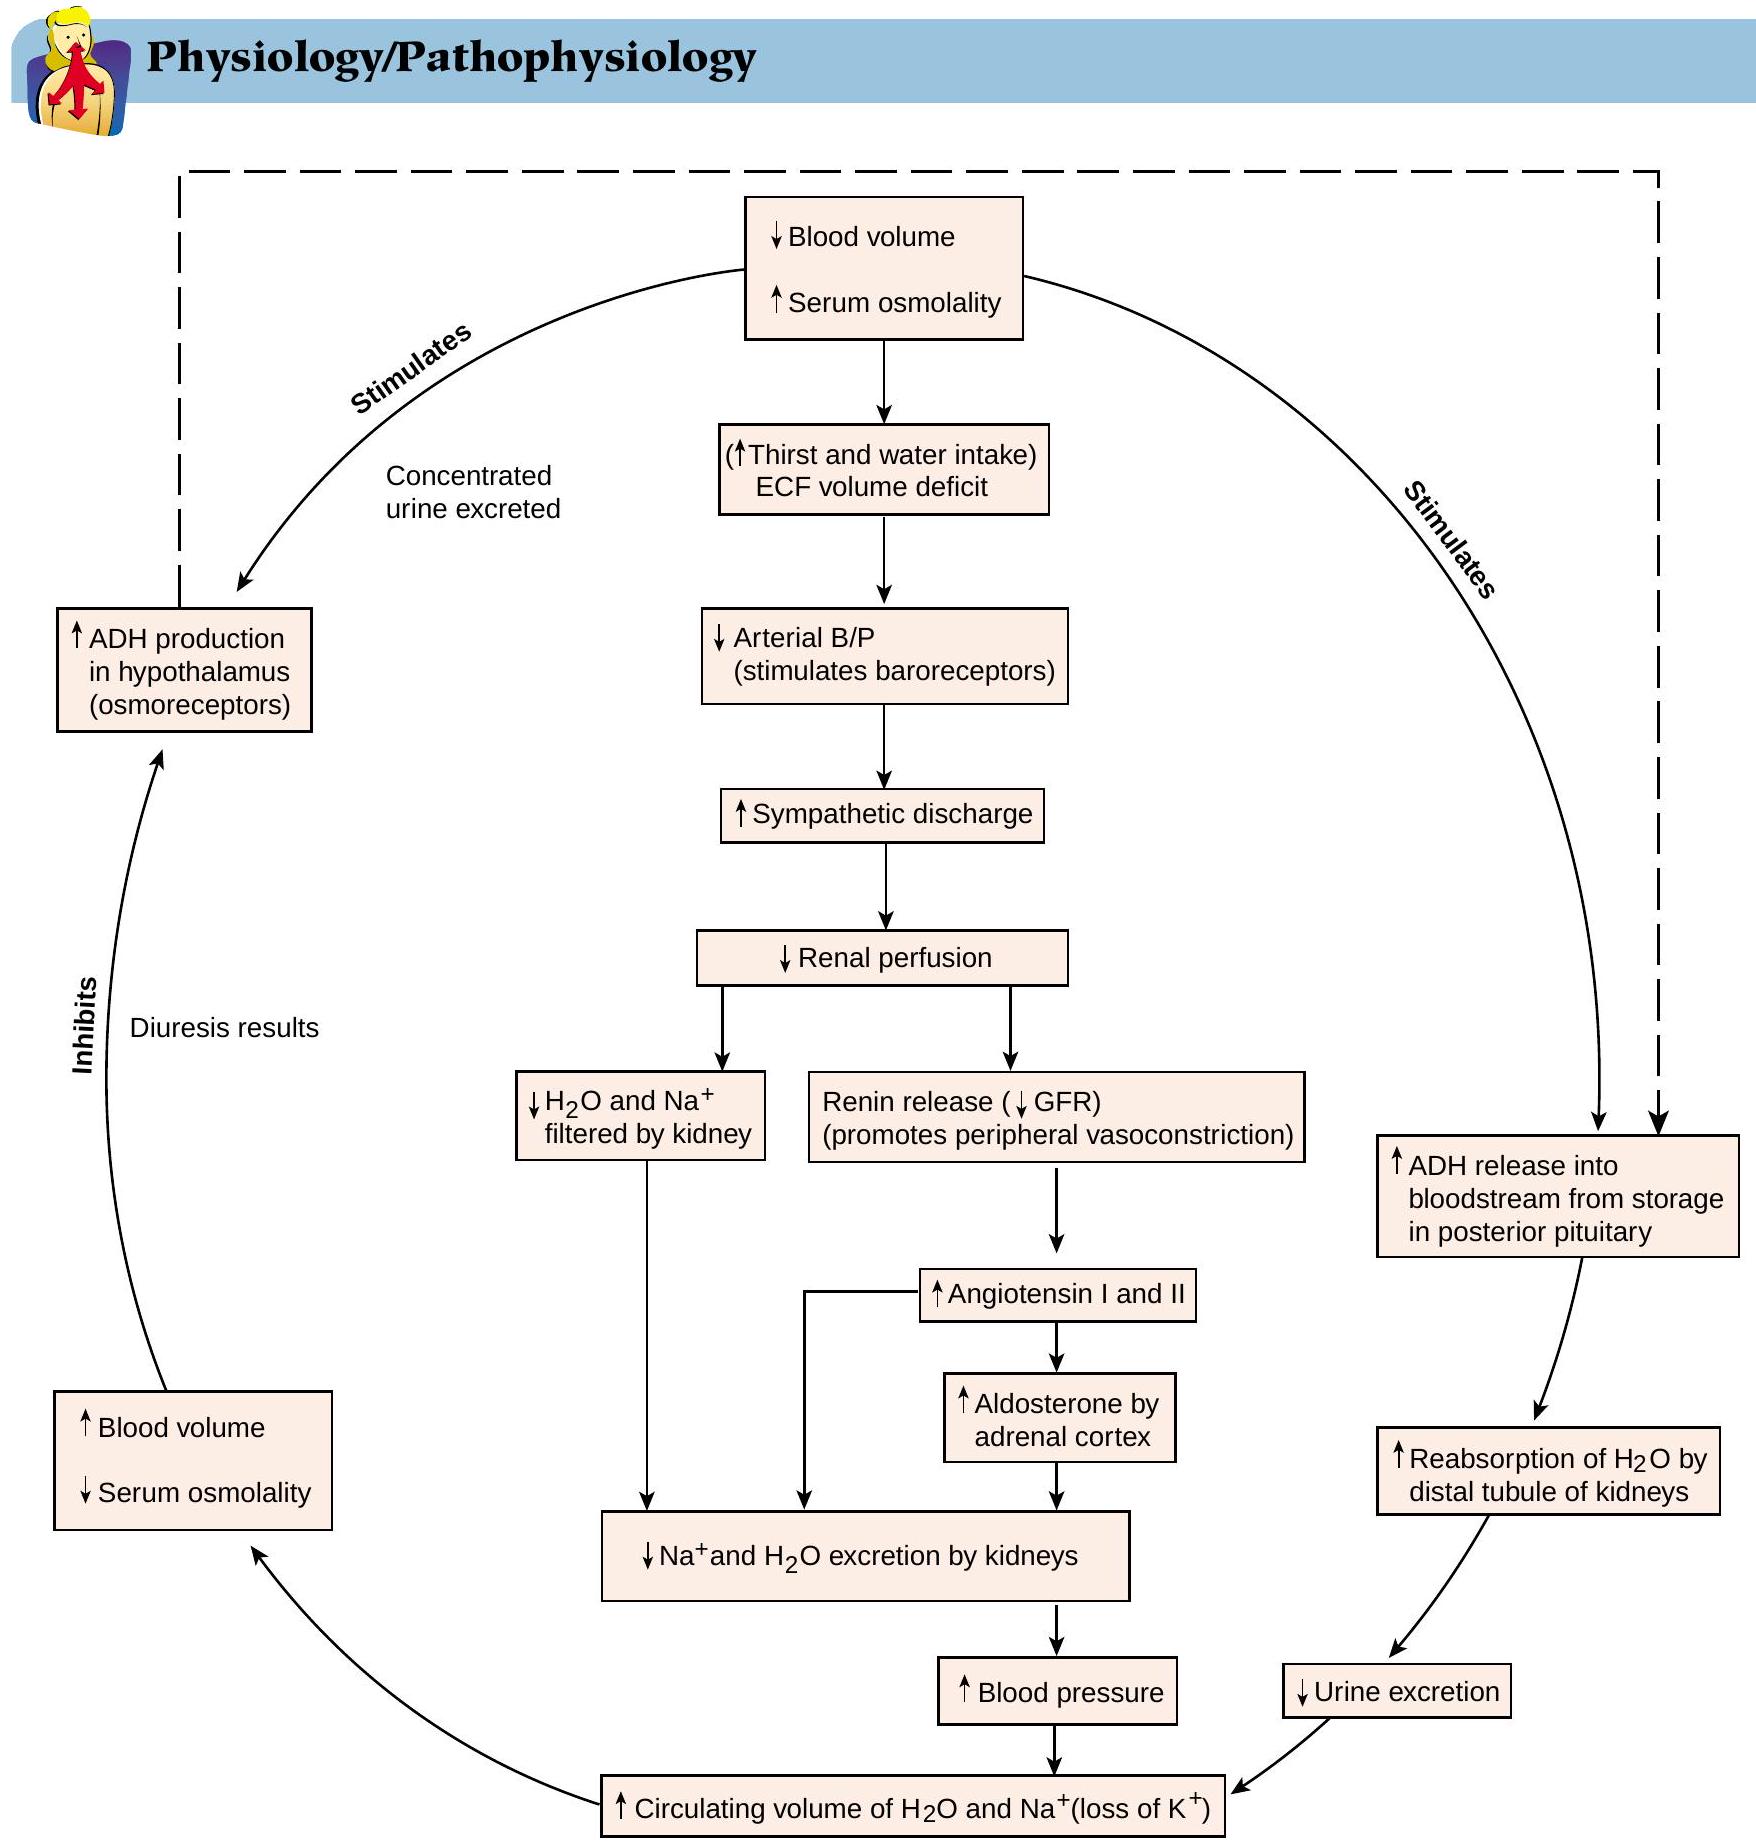 Physiology/Pathophysiology
↓ Blood volume
↑ Serum osmolality
Stimulates
Concentrated
urine excreted
(↑Thirst and water intake)
ECF volume deficit
Stimulates
↑ ADH production
in hypothalamus
(osmoreceptors)
↓ Arterial B/P
(stimulates baroreceptors)
↑ Sympathetic discharge
↓ Renal perfusion
Inhibits
Diuresis results
↓ H₂O and Na⁺
filtered by kidney
Renin release (↓ GFR)
(promotes peripheral vasoconstriction)
↑ ADH release into
bloodstream from storage
in posterior pituitary
↑ Angiotensin I and II
↑ Aldosterone by
adrenal cortex
↑ Blood volume
↓ Serum osmolality
↑ Reabsorption of H₂O by
distal tubule of kidneys
↓ Na⁺and H₂O excretion by kidneys
↑ Blood pressure
↓ Urine excretion
↑ Circulating volume of H₂O and Na⁺(loss of K⁺)